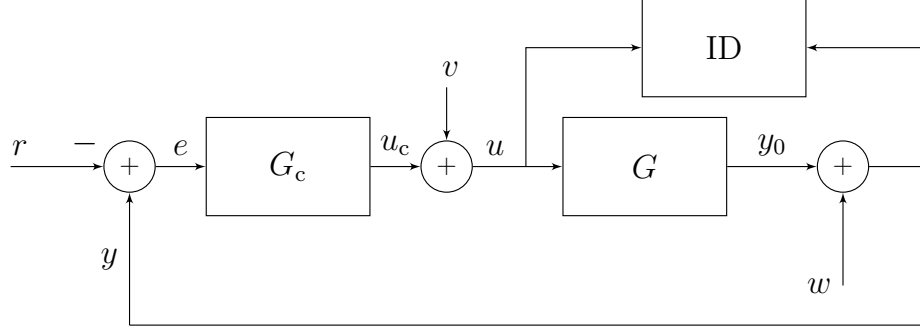 ID
v
r − + e G_c u_c + u G y_0 +
y
w